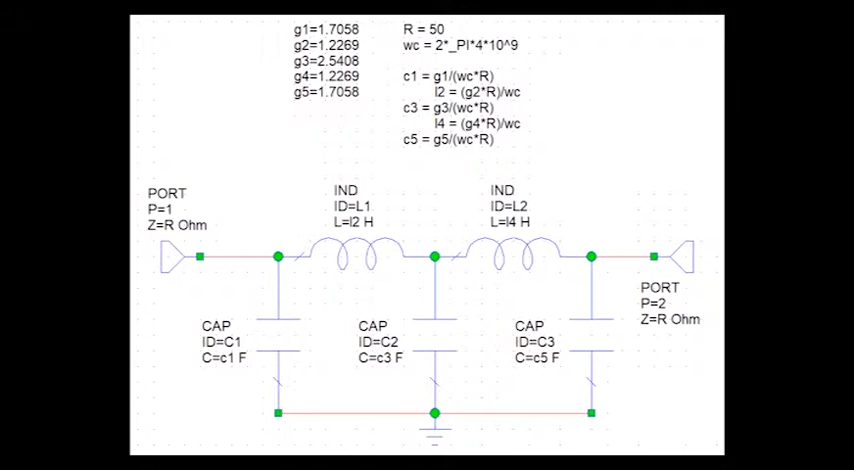 g1=1.7058
g2=1.2269
g3=2.5408
g4=1.2269
g5=1.7058
R = 50
wc = 2*_PI*4*10^9
c1 = g1/(wc*R)
l2 = (g2*R)/wc
c3 = g3/(wc*R)
l4 = (g4*R)/wc
c5 = g5/(wc*R)
PORT
P=1
Z=R Ohm
IND
ID=L1
L=l2 H
IND
ID=L2
L=l4 H
PORT
P=2
Z=R Ohm
CAP
ID=C1
C=c1 F
CAP
ID=C2
C=c3 F
CAP
ID=C3
C=c5 F